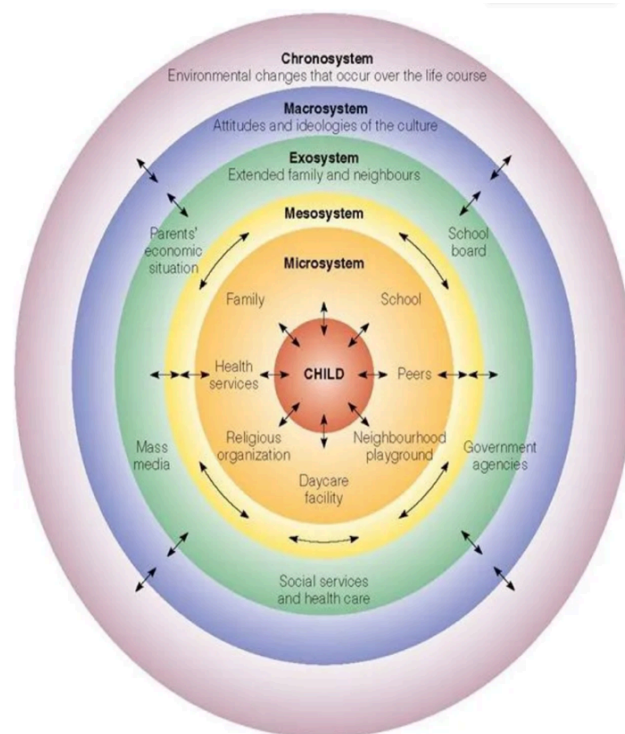 Chronosystem
Environmental changes that occur over the life course
Macrosystem
Attitudes and ideologies of the culture
Exosystem
Extended family and neighbours
Mesosystem
Parents'
economic
situation
School
board
Microsystem
Family
School
Health
services
CHILD
Peers
Religious
organization
Neighbourhood
playground
Mass
media
Government
agencies
Daycare
facility
Social services
and health care